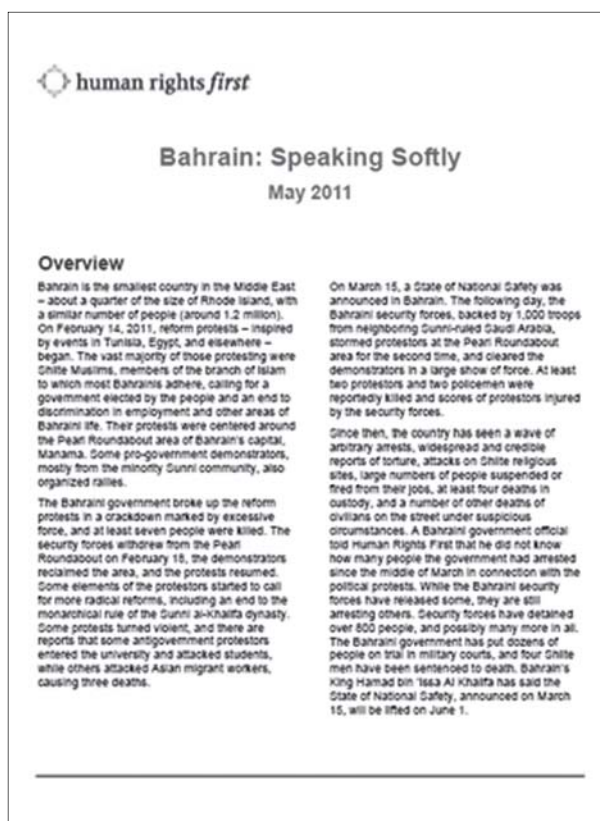 human rights first
Bahrain: Speaking Softly
May 2011
Overview
Bahrain is the smallest country in the Middle East
– about a quarter of the size of Rhode Island, with
a similar number of people (around 1.2 million).
On February 14, 2011, reform protests – inspired
by events in Tunisia, Egypt, and elsewhere –
began. The vast majority of those protesting were
Shiite Muslims, members of the branch of Islam
to which most Bahrainis adhere, calling for a
government elected by the people and an end to
discrimination in employment and other areas of
Bahraini life. Their protests were centered around
the Pearl Roundabout area of Bahrain's capital,
Manama. Some pro-government demonstrators,
mostly from the minority Sunni community, also
organized rallies.
The Bahraini government broke up the reform
protests in a crackdown marked by excessive
force, and at least seven people were killed. The
security forces withdrew from the Pearl
Roundabout on February 18, the demonstrators
reclaimed the area, and the protests resumed.
Some elements of the protestors started to call
for more radical reforms, including an end to the
monarchical rule of the Sunni al-Khalifa dynasty.
Some protests turned violent, and there are
reports that some antigovernment protestors
entered the university and attacked students,
while others attacked Asian migrant workers,
causing three deaths.
On March 15, a State of National Safety was
announced in Bahrain. The following day, the
Bahraini security forces, backed by 1,000 troops
from neighboring Sunni-ruled Saudi Arabia,
stormed protestors at the Pearl Roundabout
area for the second time, and cleared the
demonstrators in a large show of force. At least
two protestors and two policemen were
reportedly killed and scores of protestors injured
by the security forces.
Since then, the country has seen a wave of
arbitrary arrests, widespread and credible
reports of torture, attacks on Shiite religious
sites, large numbers of people suspended or
fired from their jobs, at least four deaths in
custody, and a number of other deaths of
civilians on the street under suspicious
circumstances. A Bahraini government official
told Human Rights First that he did not know
how many people the government had arrested
since the middle of March in connection with the
political protests. While the Bahraini security
forces have released some, they are still
arresting others. Security forces have detained
over 800 people, and possibly many more in all.
The Bahraini government has put dozens of
people on trial in military courts, and four Shiite
men have been sentenced to death. Bahrain's
King Hamad bin 'Issa Al Khalifa has said the
State of National Safety, announced on March
15, will be lifted on June 1.